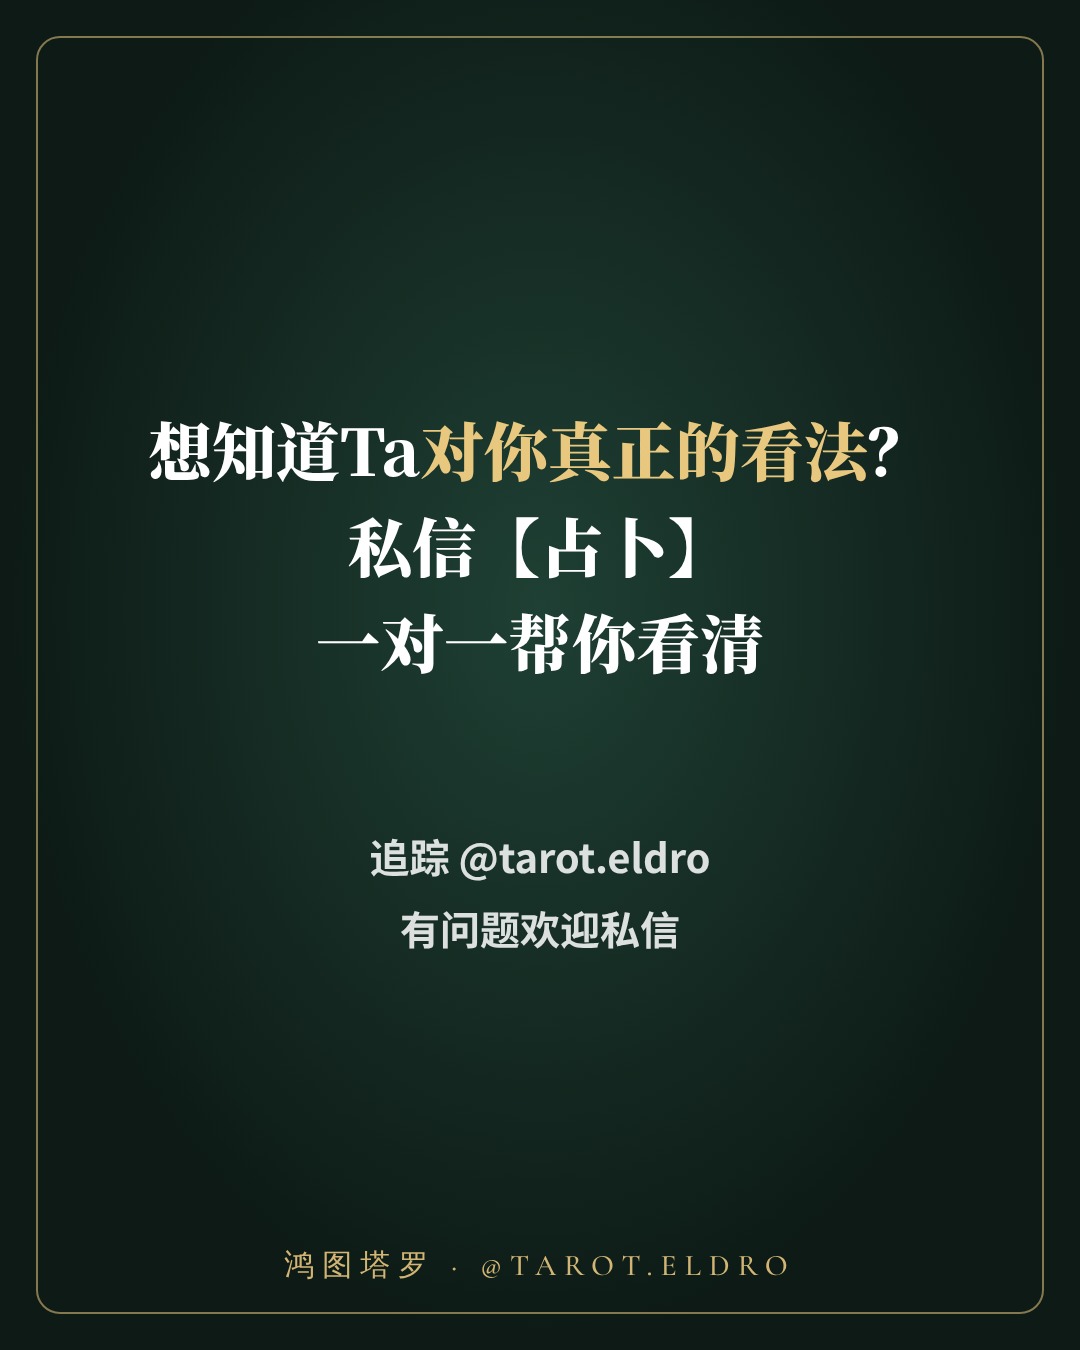 想知道Ta对你真正的看法?
私信【占卜】
一对一帮你看清
追踪 @tarot.eldro
有问题欢迎私信
鸿图塔罗 · @TAROT.ELDRO